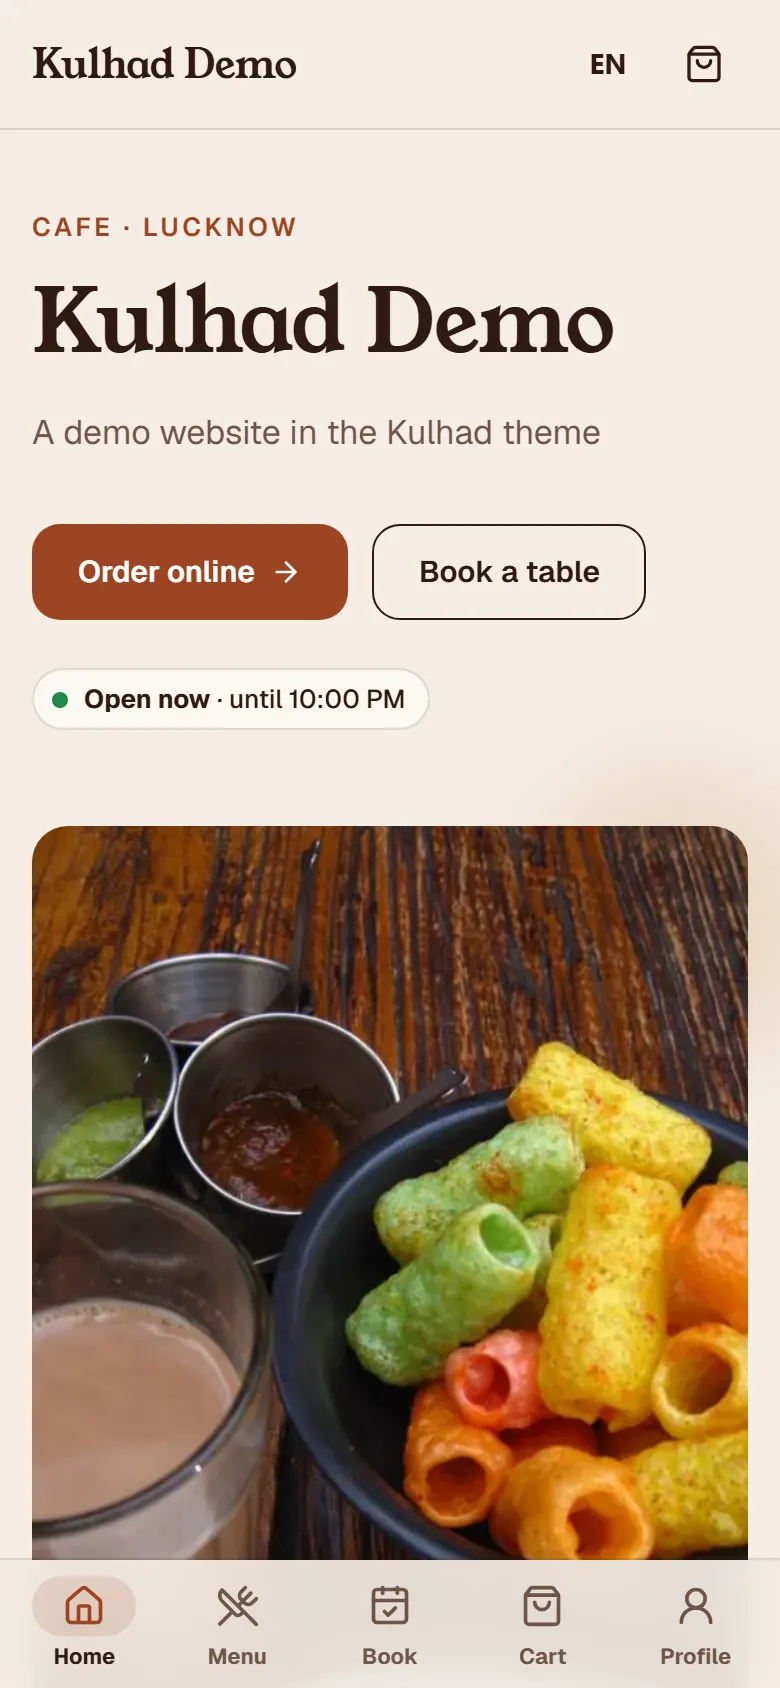 Kulhad Demo
EN
CAFE · LUCKNOW
Kulhad Demo
A demo website in the Kulhad theme
Order online →
Book a table
Open now · until 10:00 PM
Home
Menu
Book
Cart
Profile